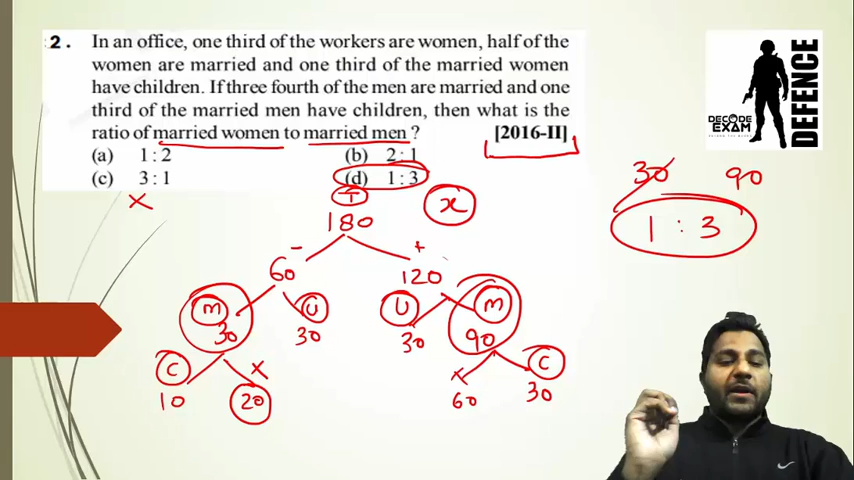 2. In an office, one third of the workers are women, half of the
women are married and one third of the married women
have children. If three fourth of the men are married and one
third of the married men have children, then what is the
ratio of married women to married men ? [2016-II]
(a) 1 : 2 (b) 2 : 1
(c) 3 : 1 (d) 1 : 3
DECODE
EXAM
DEFENCE
30 90
1 : 3
T x
180
- +
60 120
M U U M
30 30 30 90
C x x C
10 20 60 30